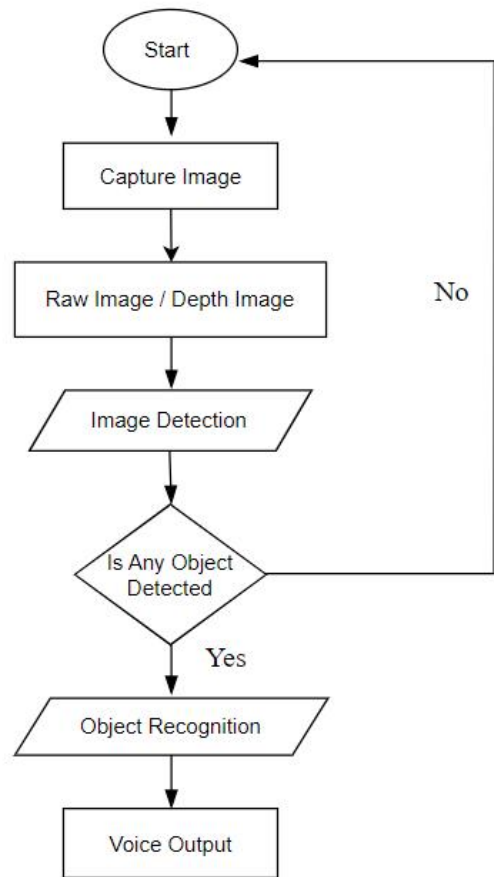 Start
Capture Image
Raw Image / Depth Image
No
Image Detection
Is Any Object
Detected
Yes
Object Recognition
Voice Output